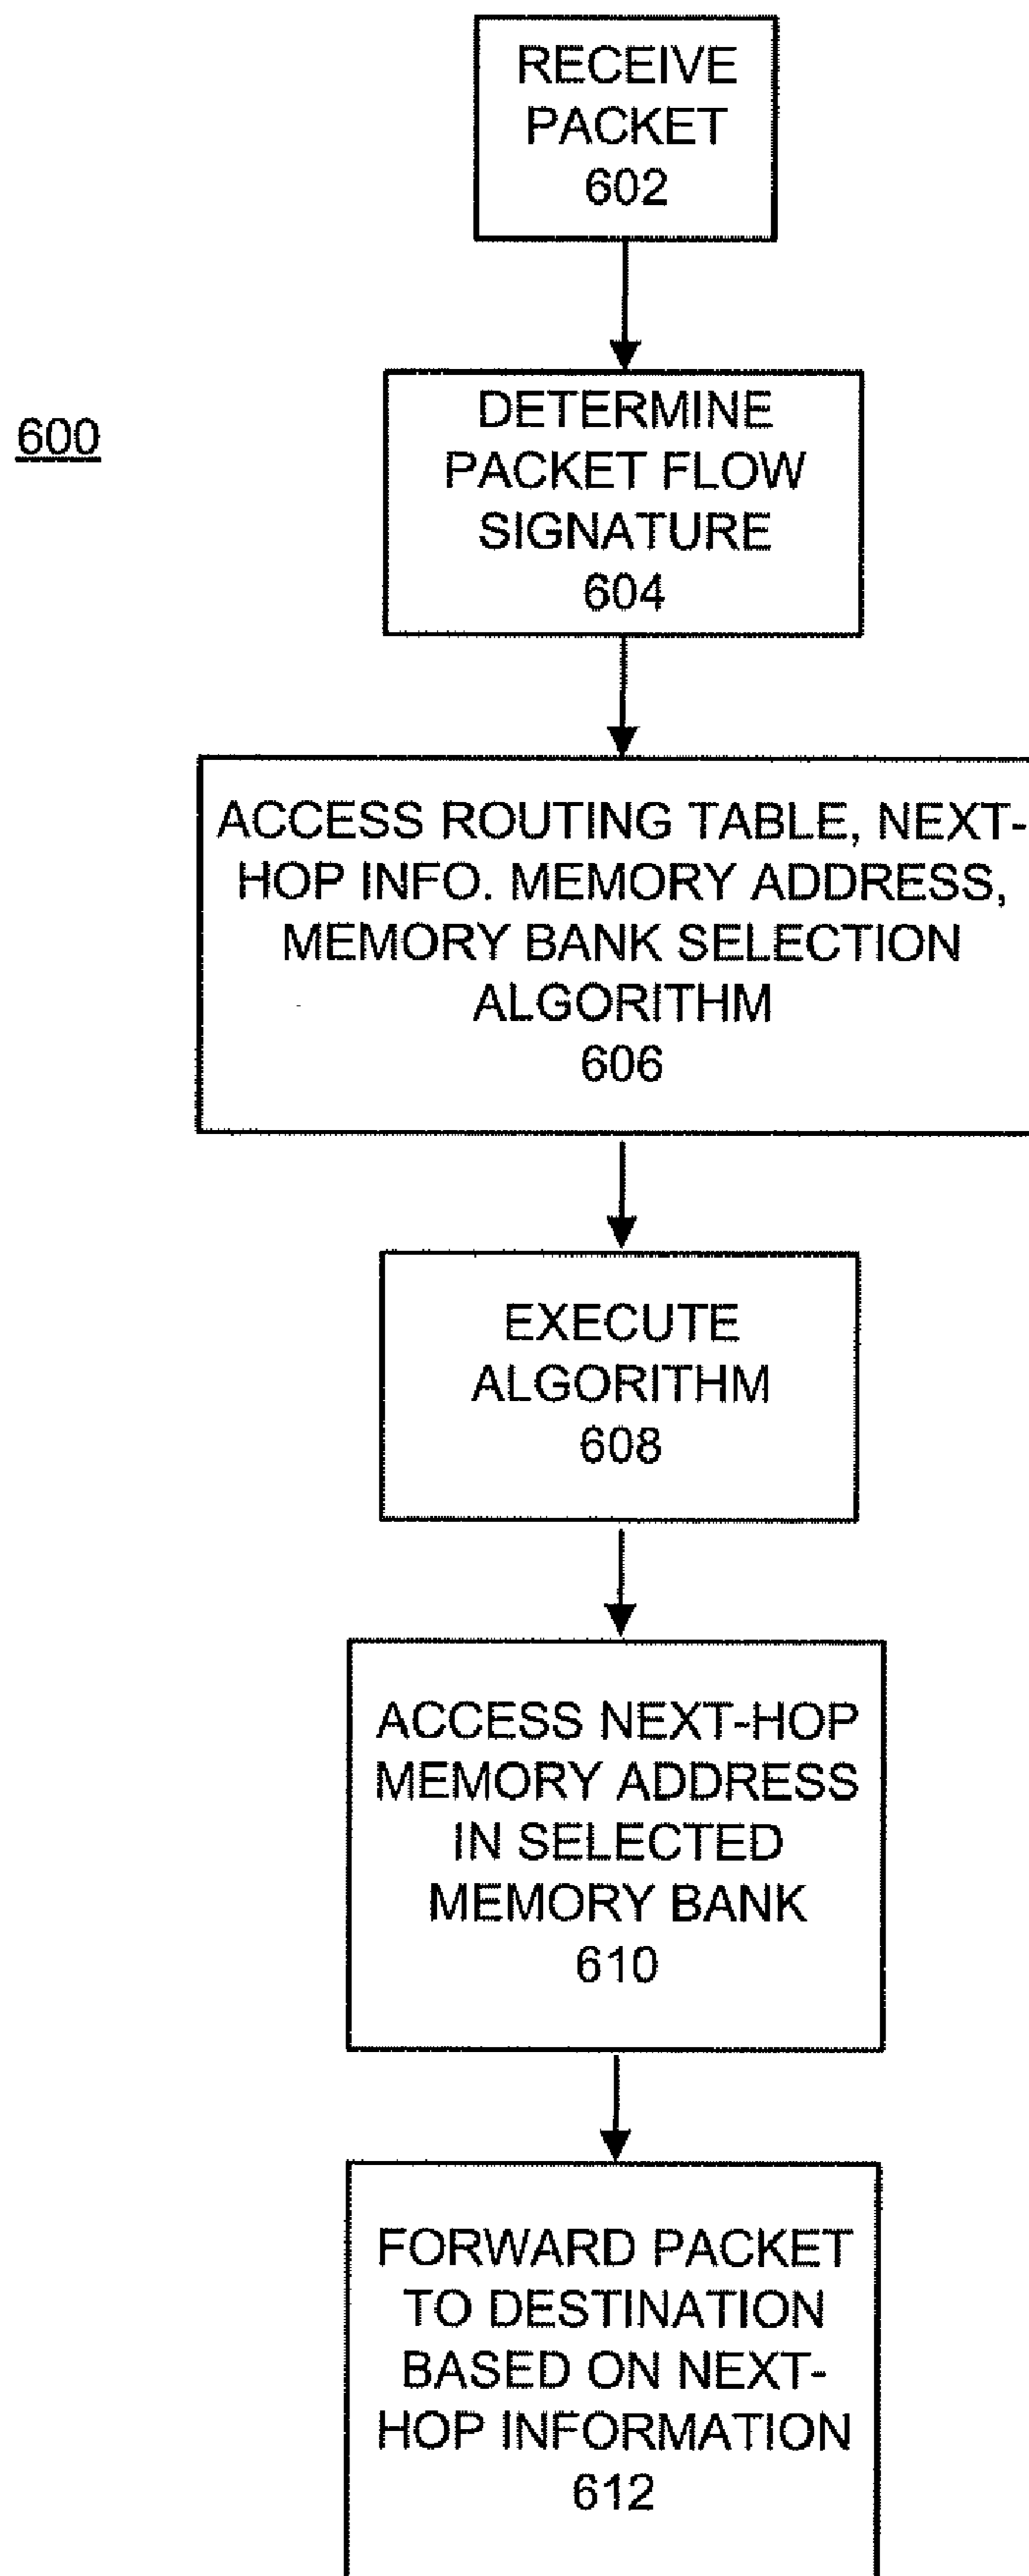 RECEIVE
PACKET
602
600
DETERMINE
PACKET FLOW
SIGNATURE
604
ACCESS ROUTING TABLE, NEXT-
HOP INFO. MEMORY ADDRESS,
MEMORY BANK SELECTION
ALGORITHM
606
EXECUTE
ALGORITHM
608
ACCESS NEXT-HOP
MEMORY ADDRESS
IN SELECTED
MEMORY BANK
610
FORWARD PACKET
TO DESTINATION
BASED ON NEXT-
HOP INFORMATION
612